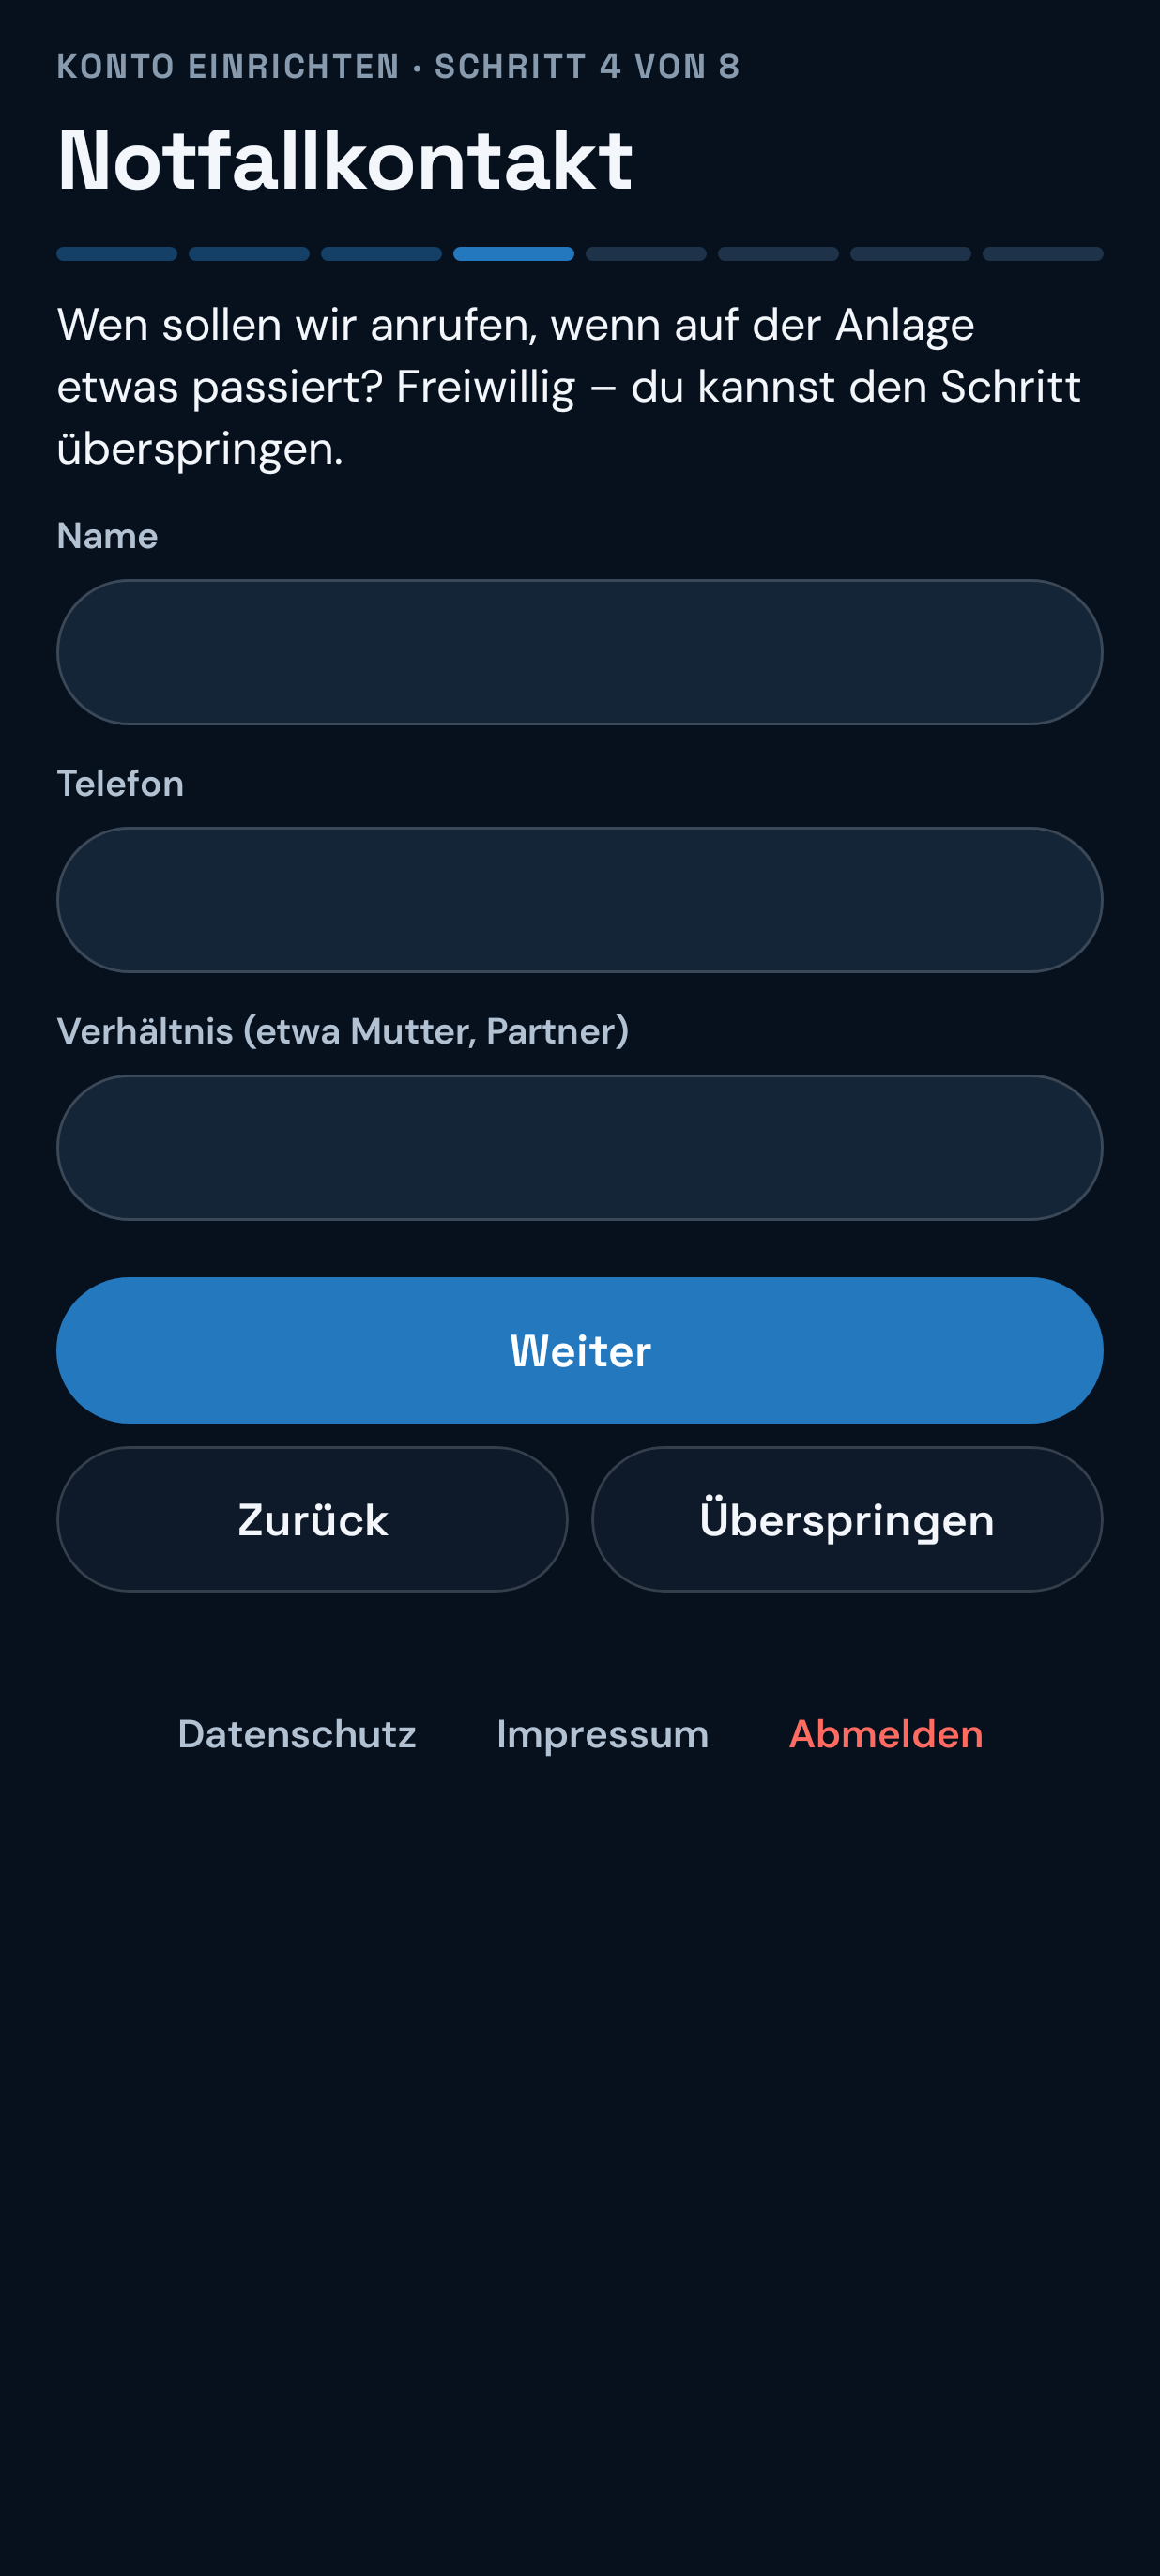 KONTO EINRICHTEN · SCHRITT 4 VON 8
Notfallkontakt
Wen sollen wir anrufen, wenn auf der Anlage
etwas passiert? Freiwillig – du kannst den Schritt
überspringen.
Name
Telefon
Verhältnis (etwa Mutter, Partner)
Weiter
Zurück Überspringen
Datenschutz Impressum Abmelden